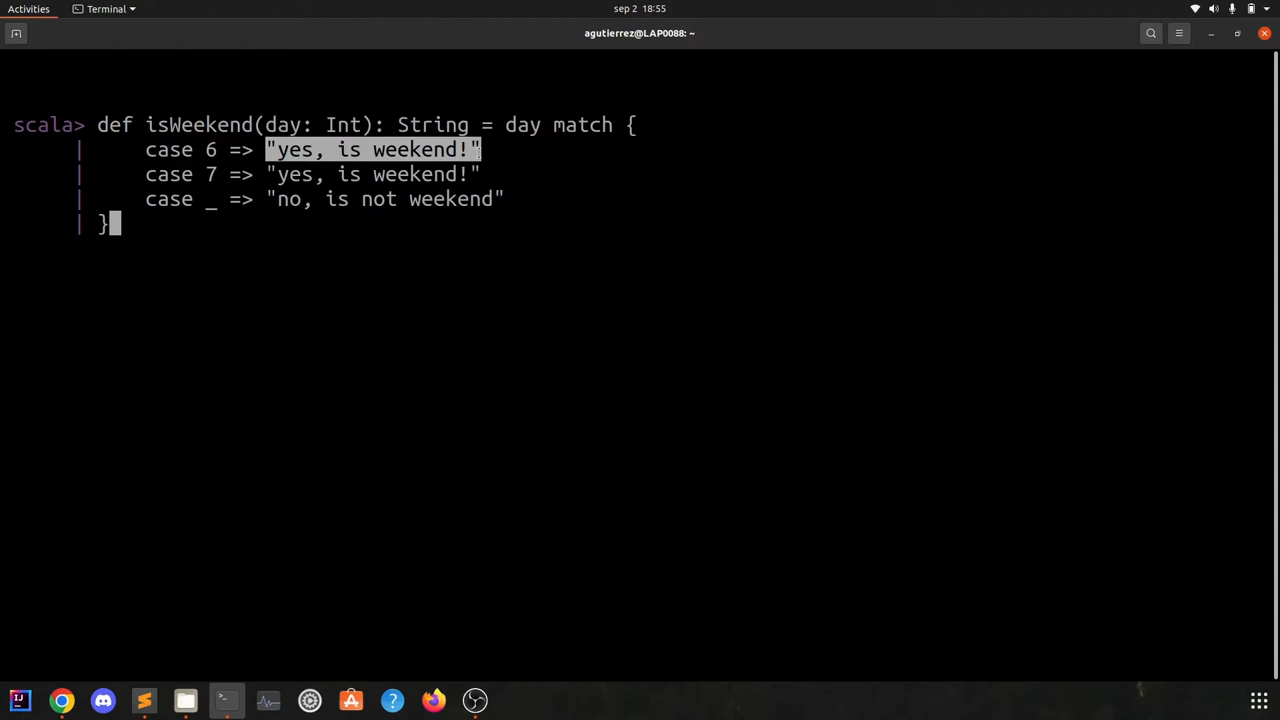 Activities
Terminal
sep 2 18:55
agutierrez@LAP0088: ~
scala> def isWeekend(day: Int): String = day match {
| case 6 => "yes, is weekend!"
| case 7 => "yes, is weekend!"
| case _ => "no, is not weekend"
| }
IJ
>_
A
?